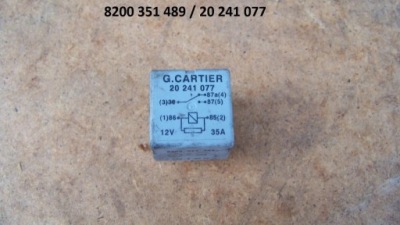 8200 351 489 / 20 241 077
G.CARTIER
20 241 077
87a(4)
(3)30 87(5)
(1)86 85(2)
12V 35A